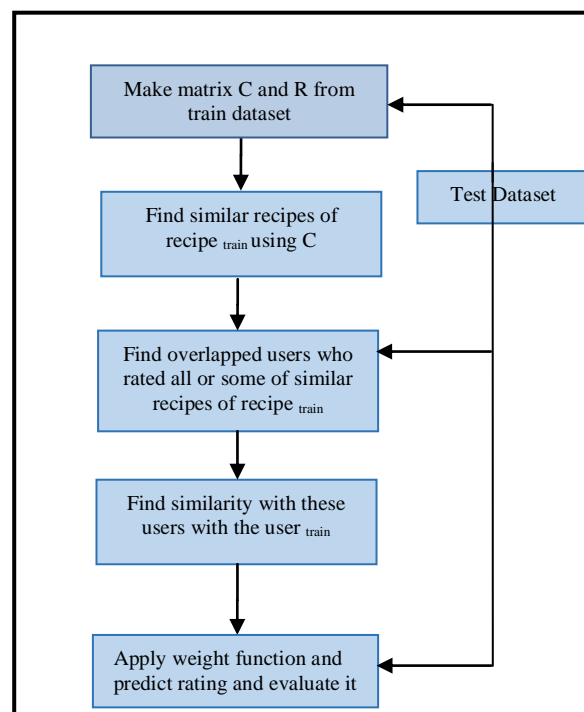 Make matrix C and R from
train dataset
Test Dataset
Find similar recipes of
recipe train using C
Find overlapped users who
rated all or some of similar
recipes of recipe train
Find similarity with these
users with the user train
Apply weight function and
predict rating and evaluate it